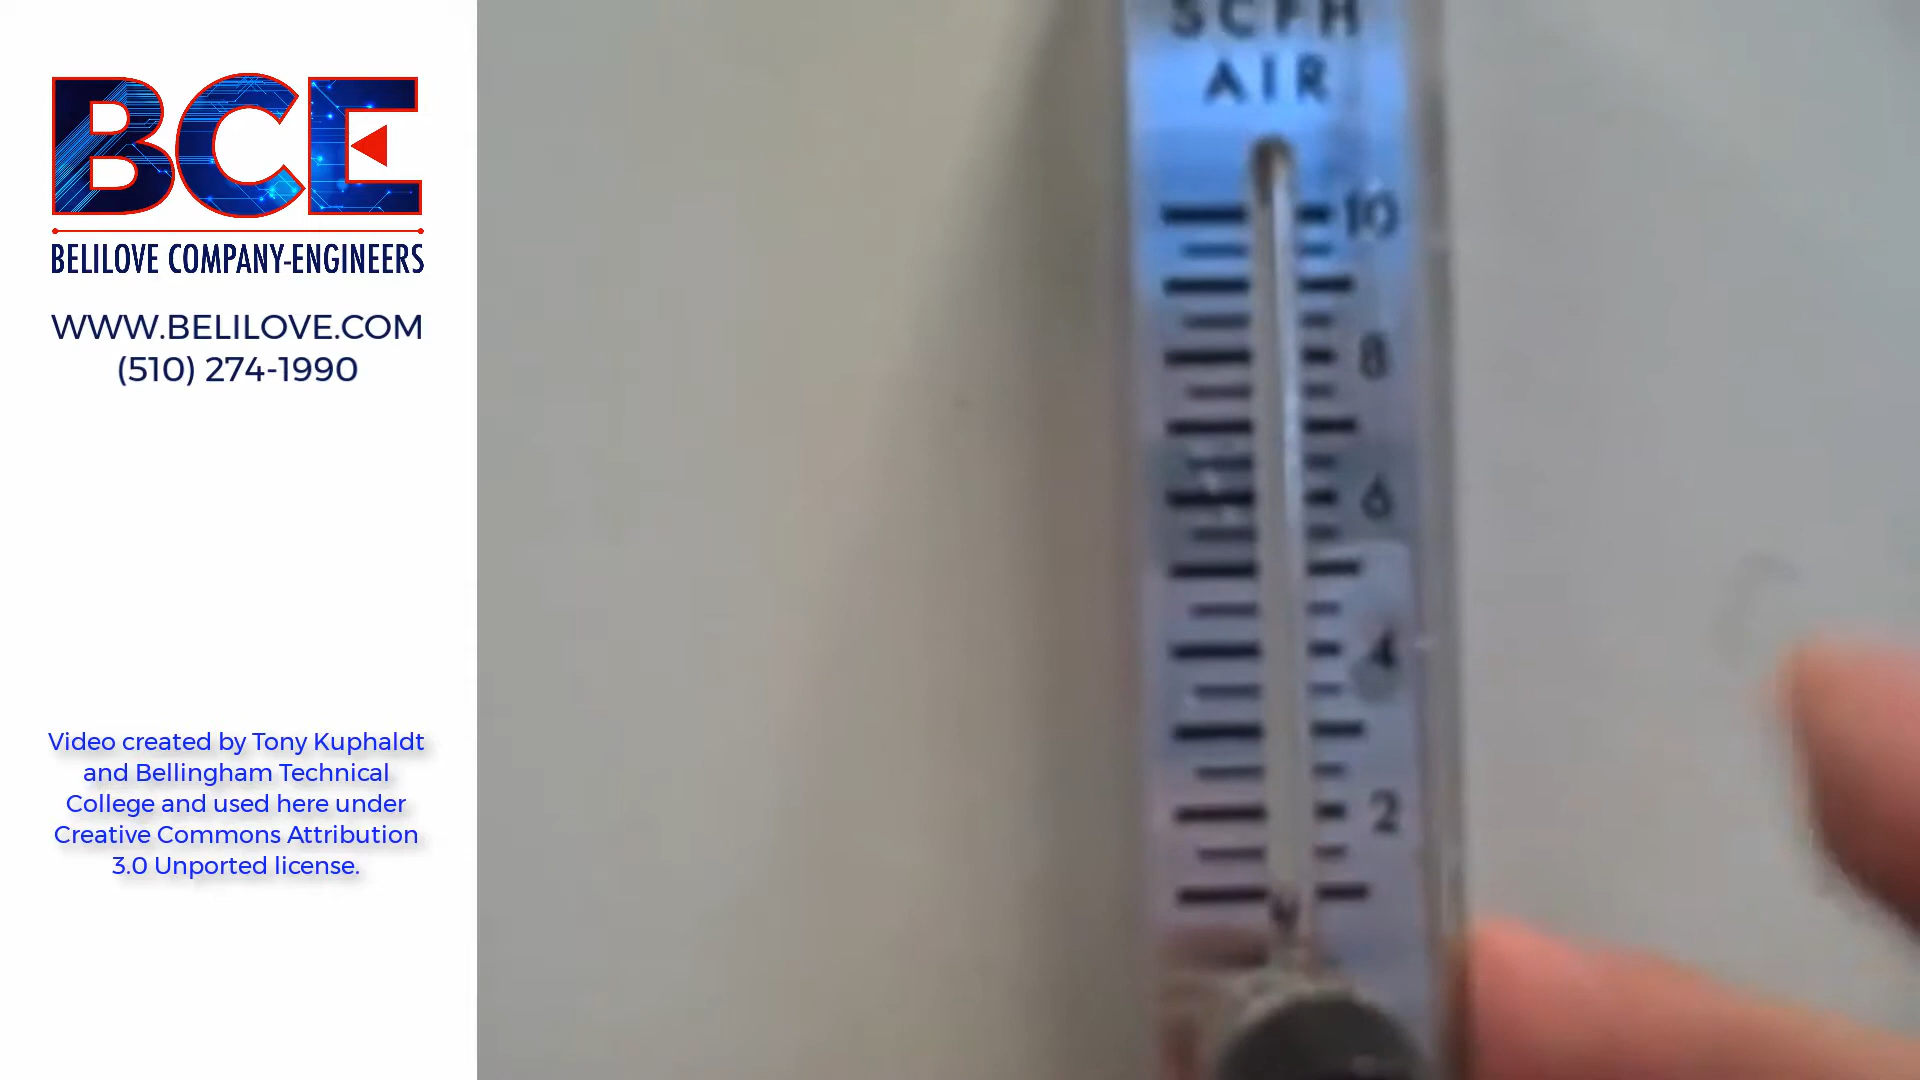 BCE
BELILOVE COMPANY-ENGINEERS
WWW.BELILOVE.COM
(510) 274-1990
Video created by Tony Kuphaldt
and Bellingham Technical
College and used here under
Creative Commons Attribution
3.0 Unported license.
SCFH
AIR
10
8
6
4
2